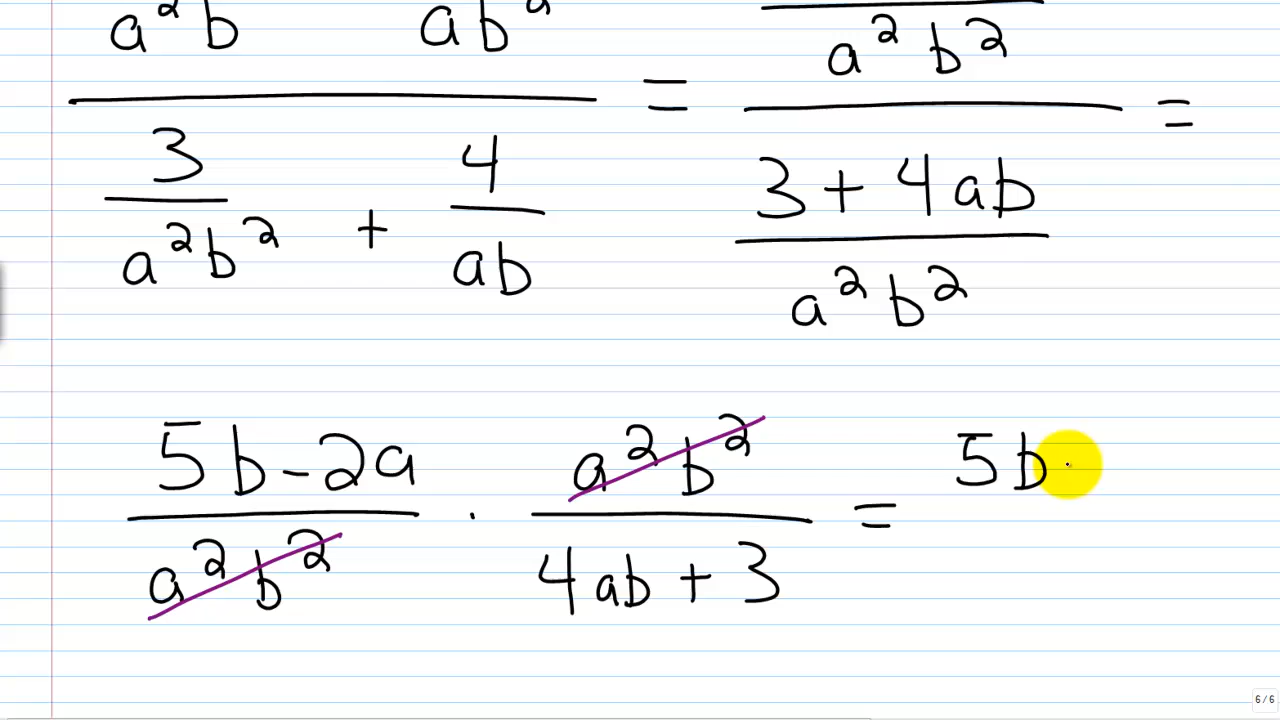 a²b ab² a²b²
= =
3/a²b² + 4/ab 3 + 4ab/a²b²
5b-2a/a²b² · a²b²/4ab + 3 = 5b
6/6